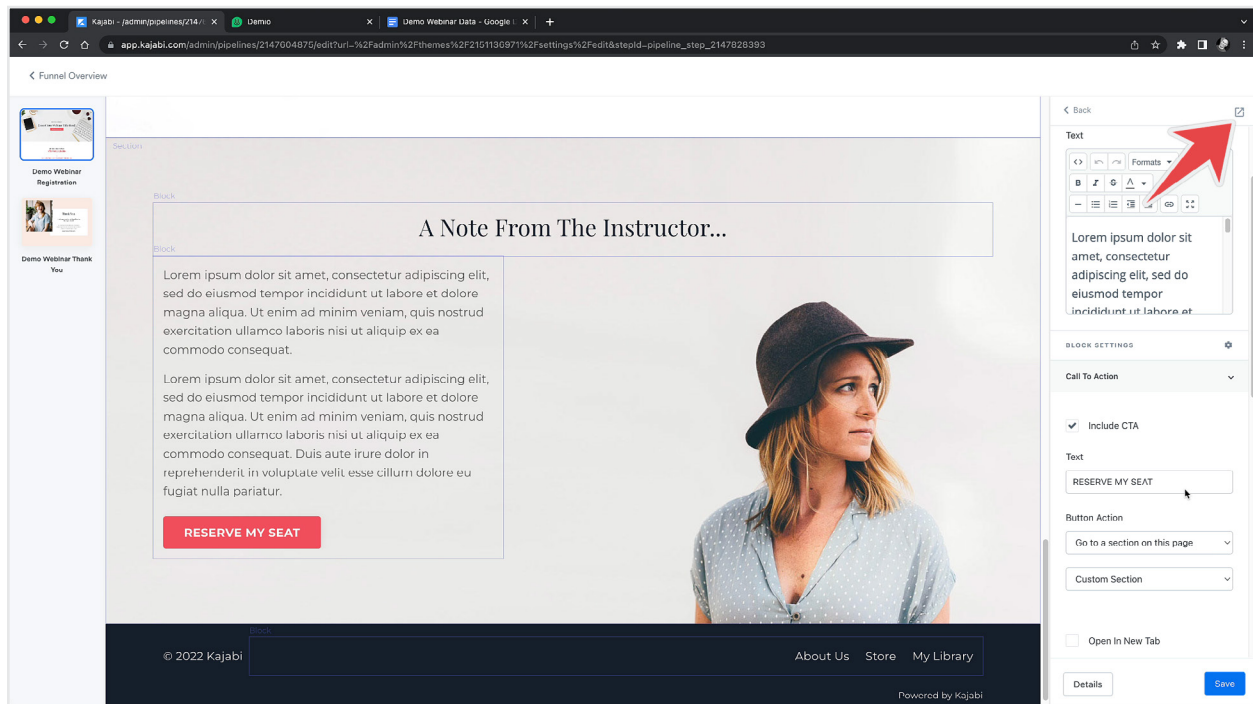 Kajabi - /admin/pipelines/2147
Demio
Demo Webinar Data - Google
app.kajabi.com/admin/pipelines/2147604875/edit?url=%2Fadmin%2Fthemes%2F2151130971%2Fsettings%2Fedit&stepId=pipeline_step_2147828393
Funnel Overview
Demo Webinar
Registration
Demo Webinar Thank
You
Section
Block
A Note From The Instructor...
Block
Lorem ipsum dolor sit amet, consectetur adipiscing elit,
sed do eiusmod tempor incididunt ut labore et dolore
magna aliqua. Ut enim ad minim veniam, quis nostrud
exercitation ullamco laboris nisi ut aliquip ex ea
commodo consequat.
Lorem ipsum dolor sit amet, consectetur adipiscing elit,
sed do eiusmod tempor incididunt ut labore et dolore
magna aliqua. Ut enim ad minim veniam, quis nostrud
exercitation ullamco laboris nisi ut aliquip ex ea
commodo consequat. Duis aute irure dolor in
reprehenderit in voluptate velit esse cillum dolore eu
fugiat nulla pariatur.
RESERVE MY SEAT
Block
© 2022 Kajabi
About Us Store My Library
Powered by Kajabi
Back
Text
Formats
B I S A
Lorem ipsum dolor sit
amet, consectetur
adipiscing elit, sed do
eiusmod tempor
incididunt ut labore et
BLOCK SETTINGS
Call To Action
Include CTA
Text
RESERVE MY SEAT
Button Action
Go to a section on this page
Custom Section
Open In New Tab
Details
Save